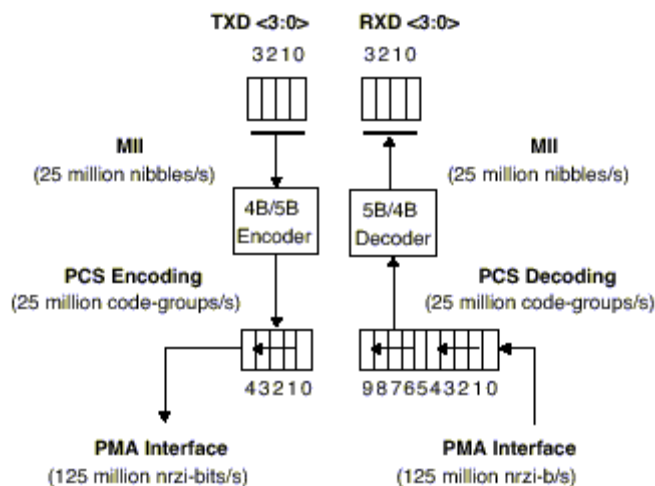 TXD <3:0> RXD <3:0>
3210 3210
MII MII
(25 million nibbles/s) (25 million nibbles/s)
4B/5B 5B/4B
Encoder Decoder
PCS Encoding PCS Decoding
(25 million code-groups/s) (25 million code-groups/s)
43210 9876543210
PMA Interface PMA Interface
(125 million nrzi-bits/s) (125 million nrzi-b/s)